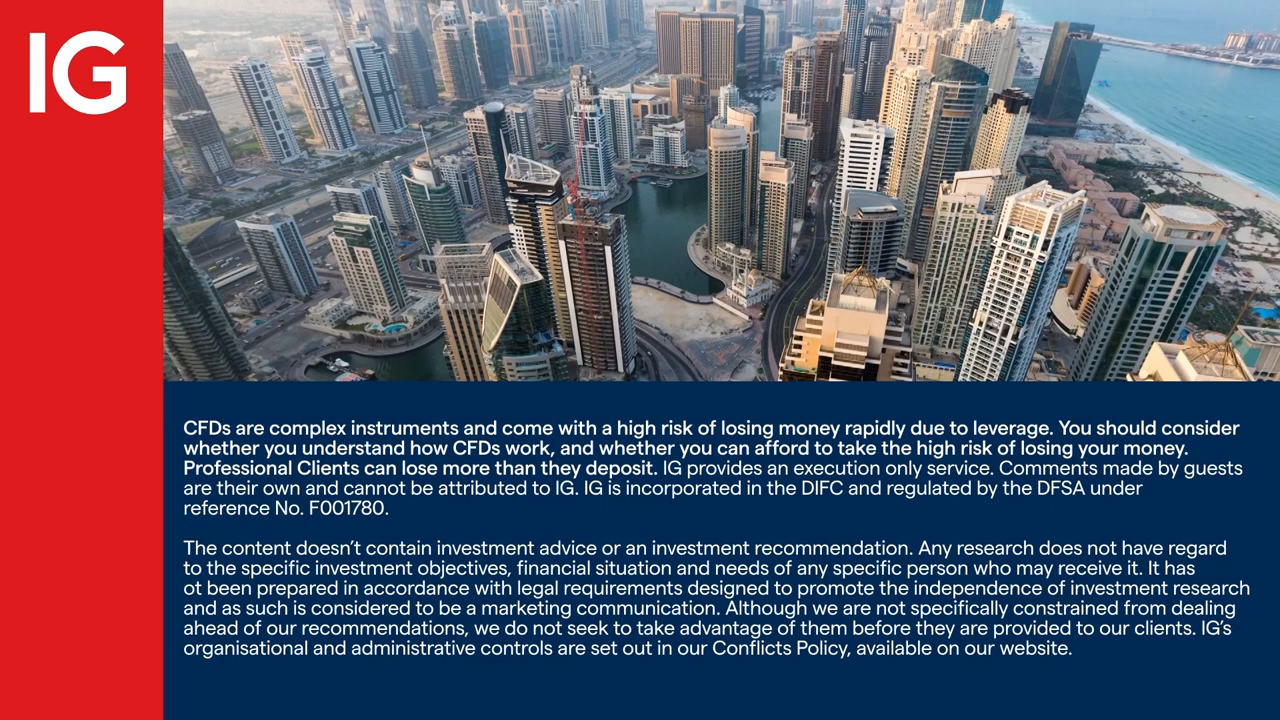 IG
CFDs are complex instruments and come with a high risk of losing money rapidly due to leverage. You should consider
whether you understand how CFDs work, and whether you can afford to take the high risk of losing your money.
Professional Clients can lose more than they deposit. IG provides an execution only service. Comments made by guests
are their own and cannot be attributed to IG. IG is incorporated in the DIFC and regulated by the DFSA under
reference No. F001780.
The content doesn't contain investment advice or an investment recommendation. Any research does not have regard
to the specific investment objectives, financial situation and needs of any specific person who may receive it. It has
ot been prepared in accordance with legal requirements designed to promote the independence of investment research
and as such is considered to be a marketing communication. Although we are not specifically constrained from dealing
ahead of our recommendations, we do not seek to take advantage of them before they are provided to our clients. IG's
organisational and administrative controls are set out in our Conflicts Policy, available on our website.